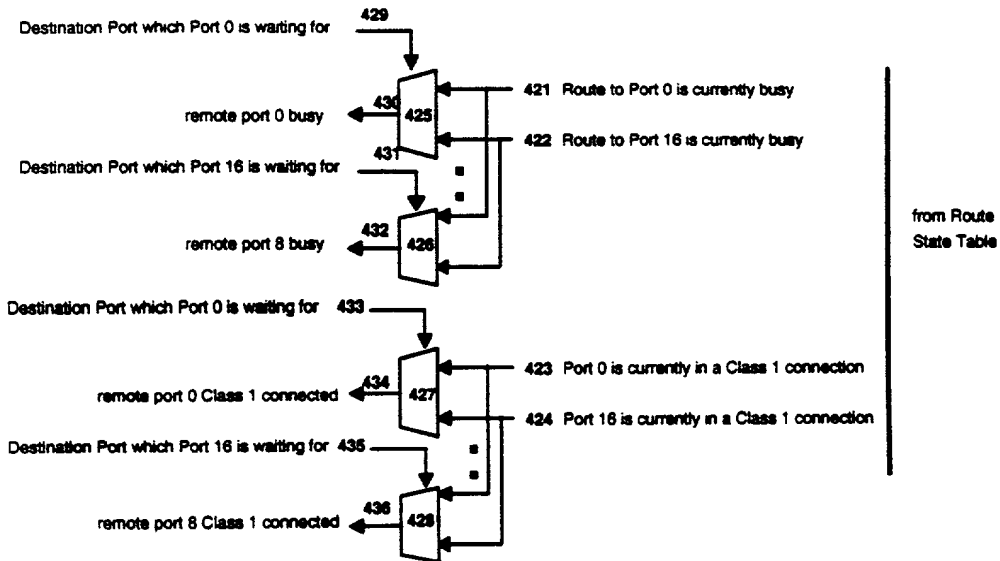 429
Destination Port which Port 0 is waiting for
421 Route to Port 0 is currently busy
430
425
remote port 0 busy
422 Route to Port 16 is currently busy
431
Destination Port which Port 16 is waiting for
from Route
State Table
432
426
remote port 8 busy
Destination Port which Port 0 is waiting for 433
423 Port 0 is currently in a Class 1 connection
434
427
remote port 0 Class 1 connected
424 Port 16 is currently in a Class 1 connection
Destination Port which Port 16 is waiting for 435
436
428
remote port 8 Class 1 connected